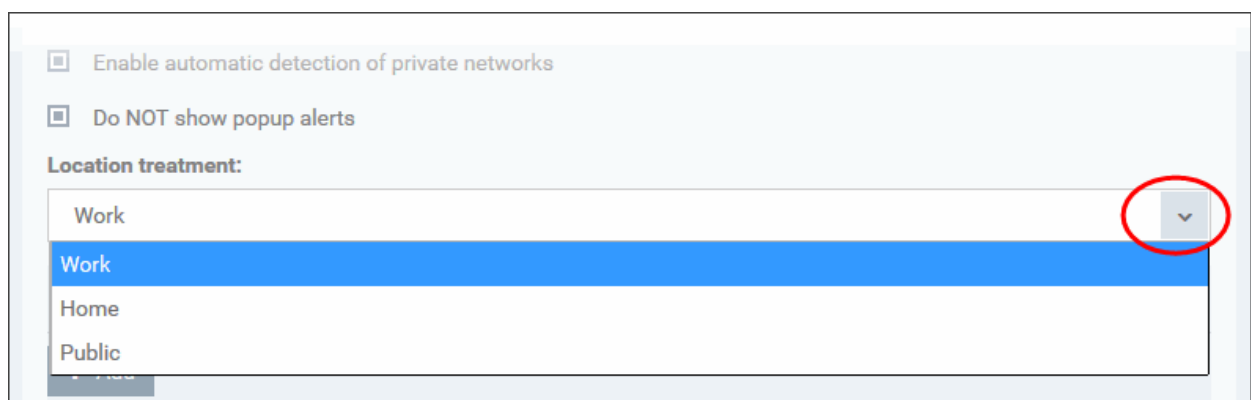 Enable automatic detection of private networks
Do NOT show popup alerts
Location treatment:
Work
Work
Home
Public